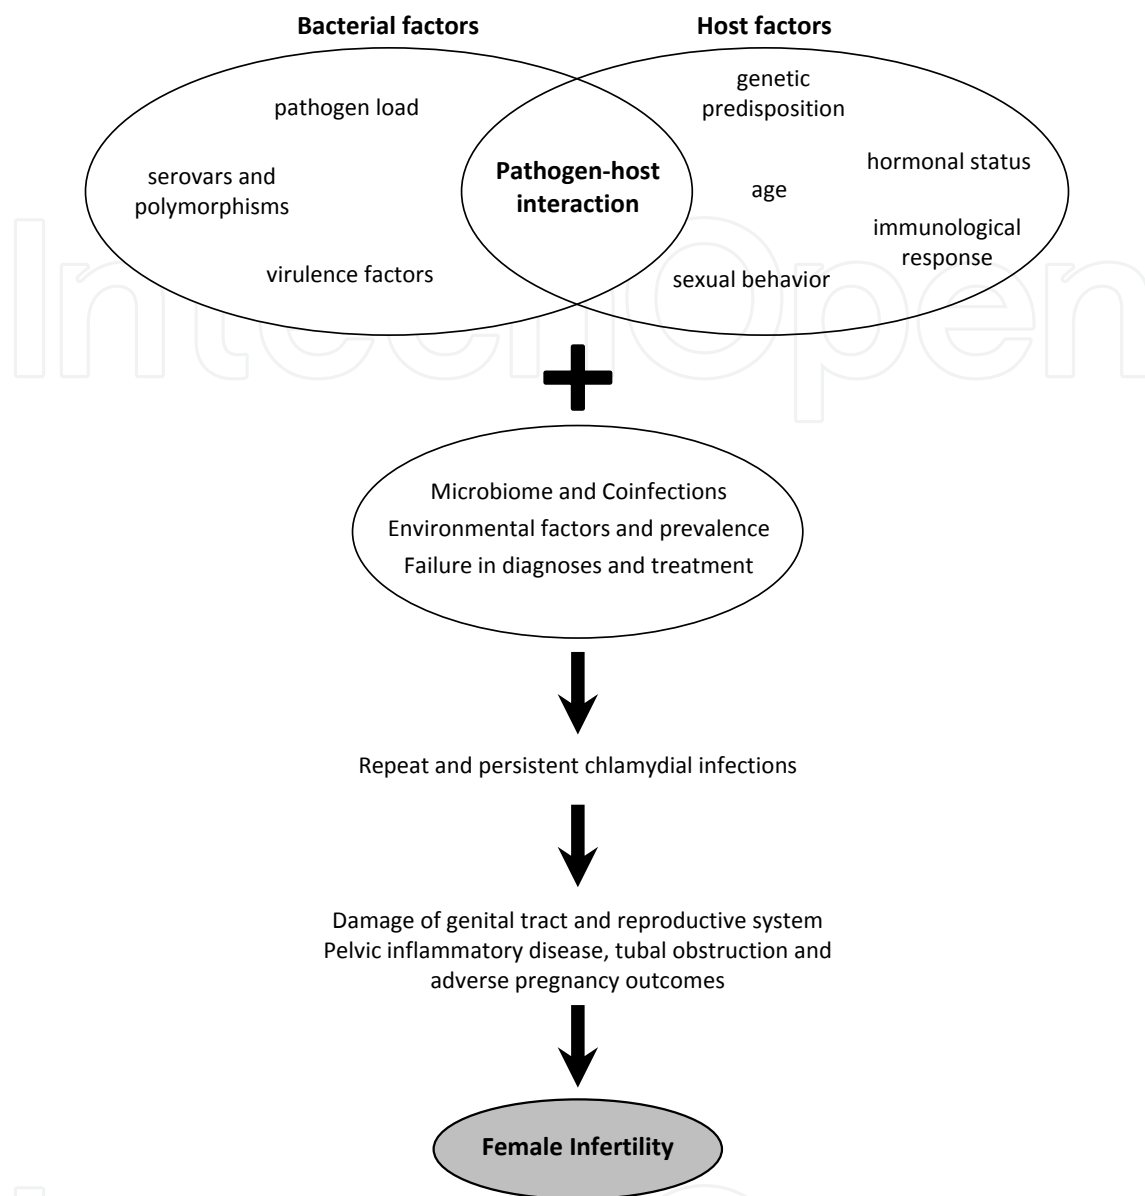 Bacterial factors
Host factors
pathogen load
serovars and
polymorphisms
virulence factors
Pathogen-host
interaction
genetic
predisposition
hormonal status
age
immunological
response
sexual behavior
IntechOpen
Microbiome and Coinfections
Environmental factors and prevalence
Failure in diagnoses and treatment
Repeat and persistent chlamydial infections
Damage of genital tract and reproductive system
Pelvic inflammatory disease, tubal obstruction and
adverse pregnancy outcomes
Female Infertility